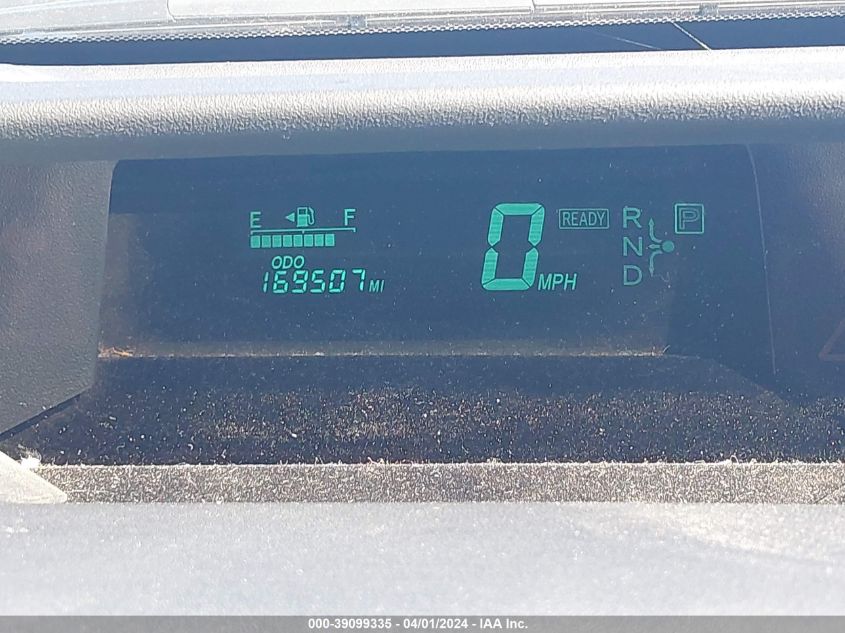 E F
ODO
169507 MI
0 MPH
READY
R P
N
D
000-39099335 - 04/01/2024 - IAA Inc.